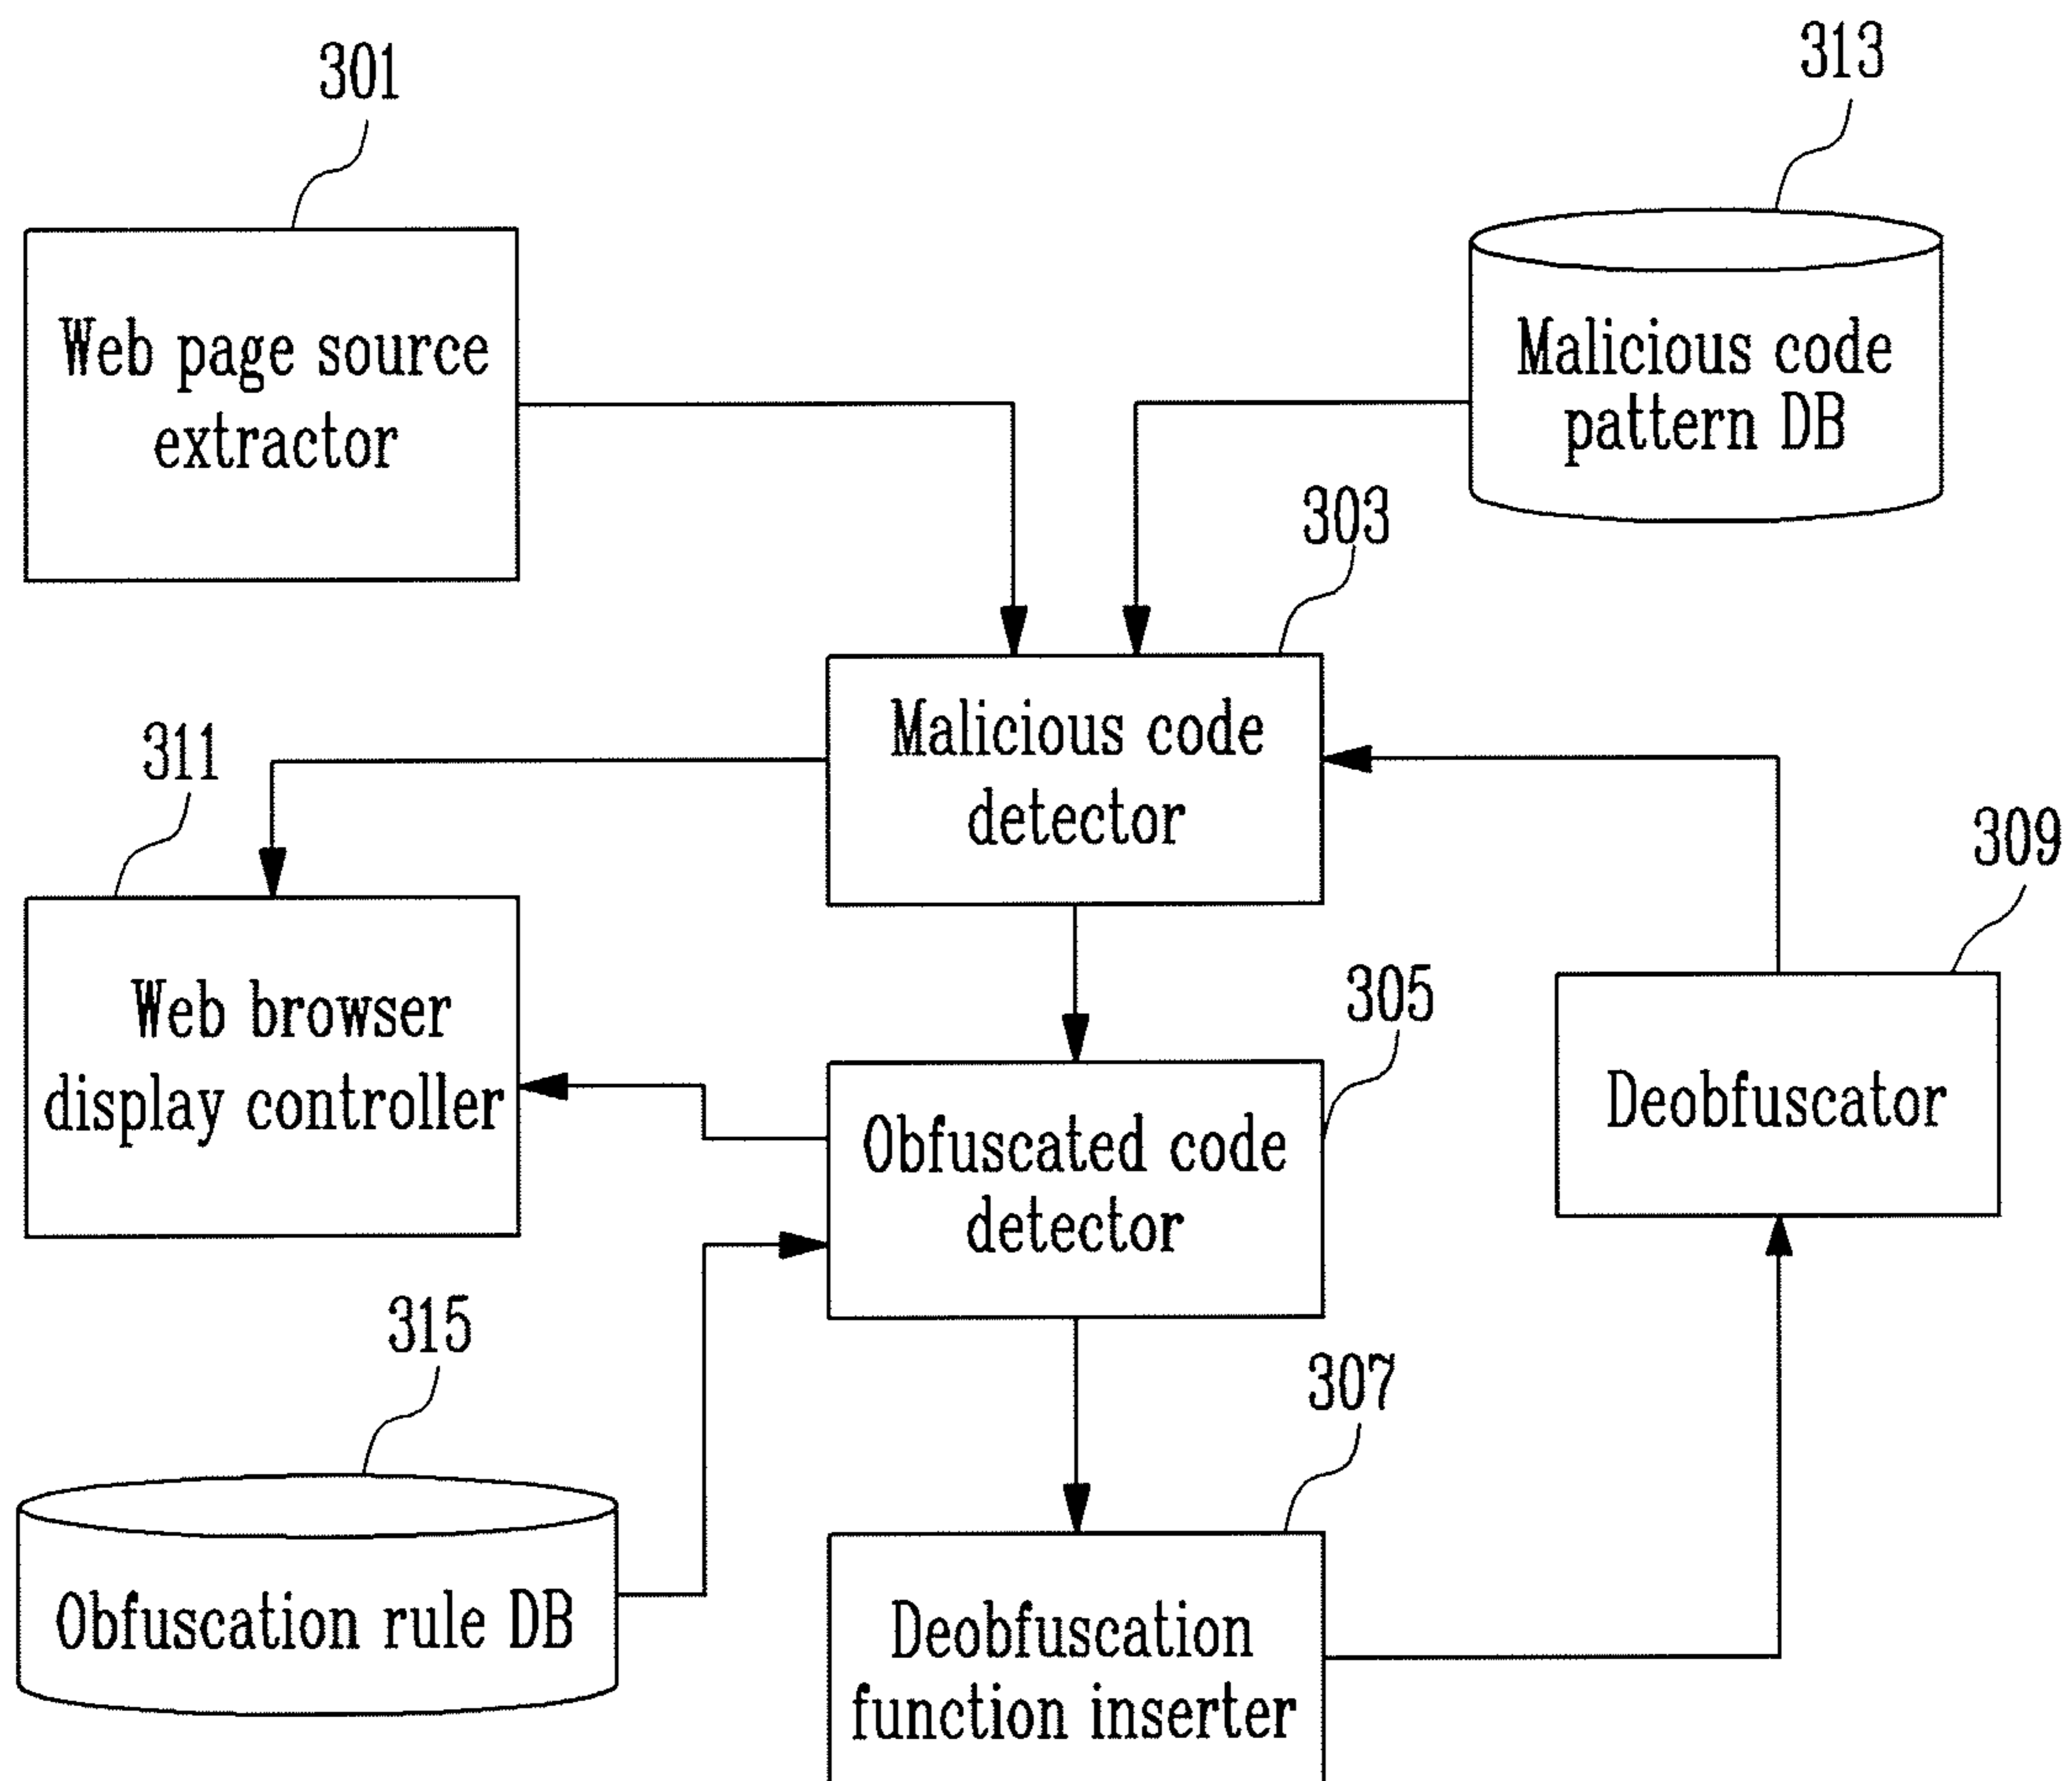 301
313
Web page source
extractor
Malicious code
pattern DB
303
Malicious code
detector
311
309
Web browser
display controller
305
Obfuscated code
detector
Deobfuscator
315
307
Obfuscation rule DB
Deobfuscation
function inserter